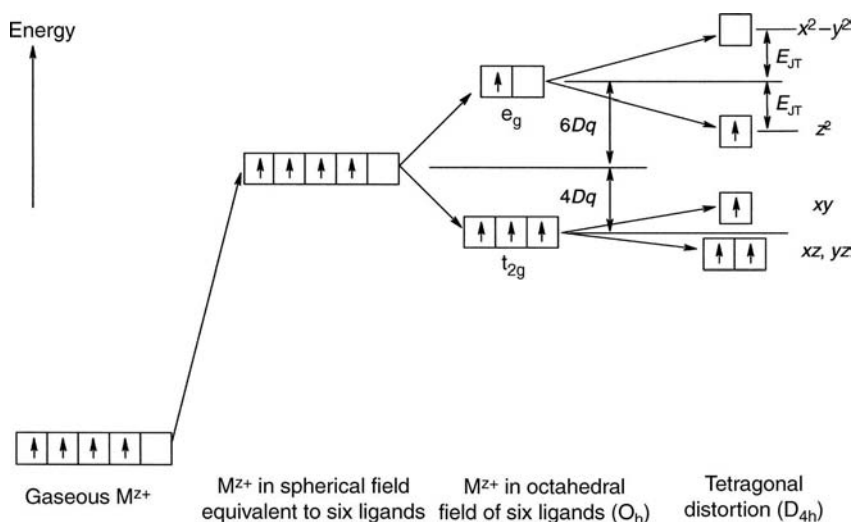 Energy
x²–y²
E_JT
E_JT
e_g
6Dq
z²
4Dq
xy
t_2g
xz, yz
Gaseous M^z+
M^z+ in spherical field
equivalent to six ligands
M^z+ in octahedral
field of six ligands (O_h)
Tetragonal
distortion (D_4h)